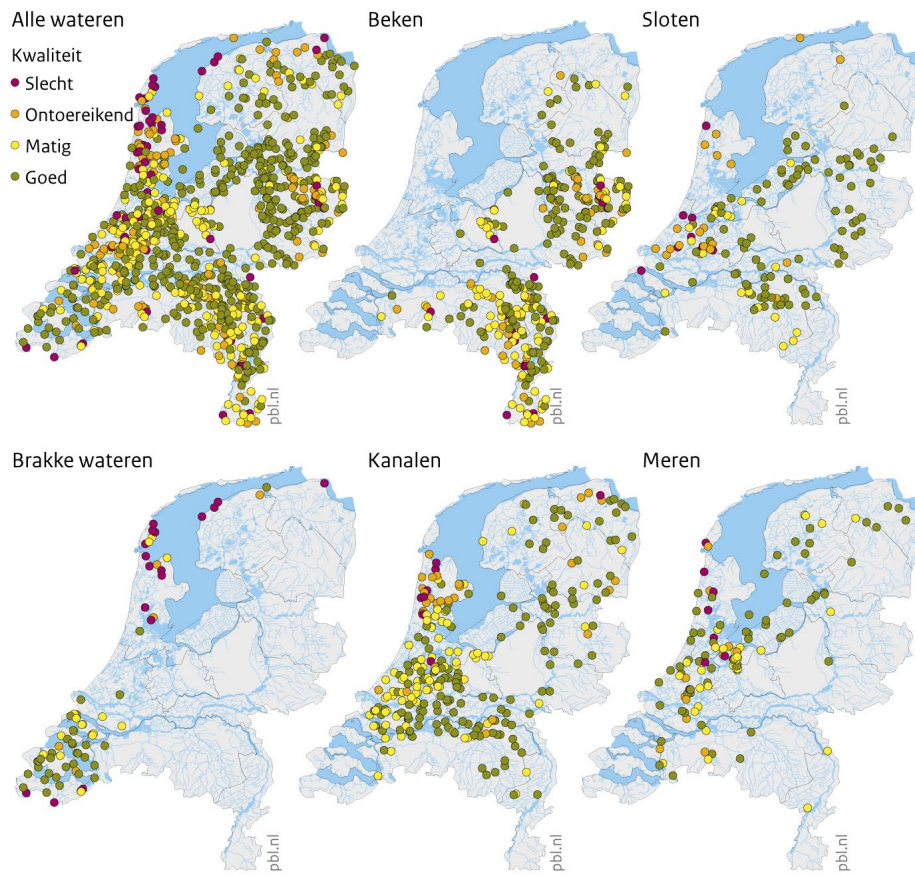 Alle wateren
Kwaliteit
Slecht
Ontoereikend
Matig
Goed
pbl.nl
Beken
pbl.nl
Sloten
pbl.nl
Brakke wateren
pbl.nl
Kanalen
pbl.nl
Meren
pbl.nl